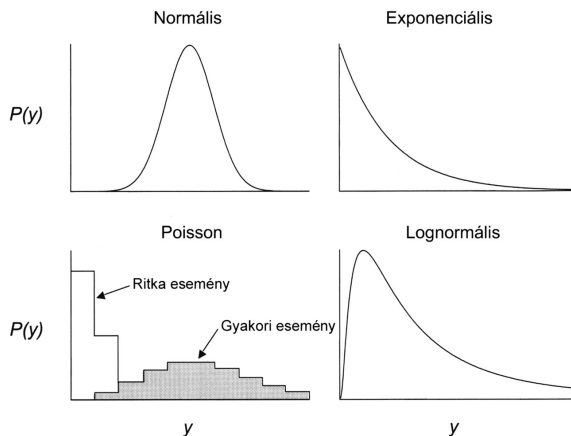 Normális
Exponenciális
P(y)
Poisson
Lognormális
Ritka esemény
Gyakori esemény
P(y)
y
y